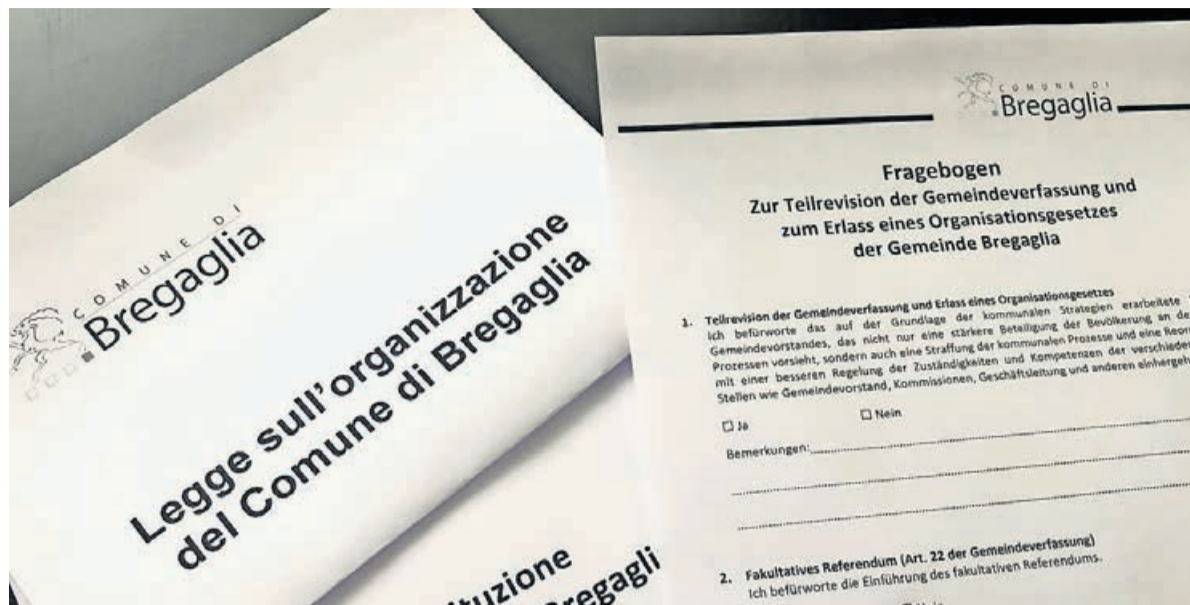 COMUNE DI
Bregaglia
Legge sull'organizzazione
del Comune di Bregaglia
ituzione
Bregagli
COMUNE DI
Bregaglia
Fragebogen
Zur Teilrevision der Gemeindeverfassung und
zum Erlass eines Organisationsgesetzes
der Gemeinde Bregaglia
1. Teilrevision der Gemeindeverfassung und Erlass eines Organisationsgesetzes
Ich befürworte das auf der Grundlage der kommunalen Strategien erarbeitete
Gemeindevorstandes, das nicht nur eine stärkere Beteiligung der Bevölkerung an de
Prozessen vorsieht, sondern auch eine Straffung der kommunalen Prozesse und eine Reor
mit einer besseren Regelung der Zuständigkeiten und Kompetenzen der verschieden
Stellen wie Gemeindevorstand, Kommissionen, Geschäftsleitung und anderen einhergeh
☐ Ja ☐ Nein
Bemerkungen:
2. Fakultatives Referendum (Art. 22 der Gemeindeverfassung)
Ich befürworte die Einführung des fakultativen Referendums.